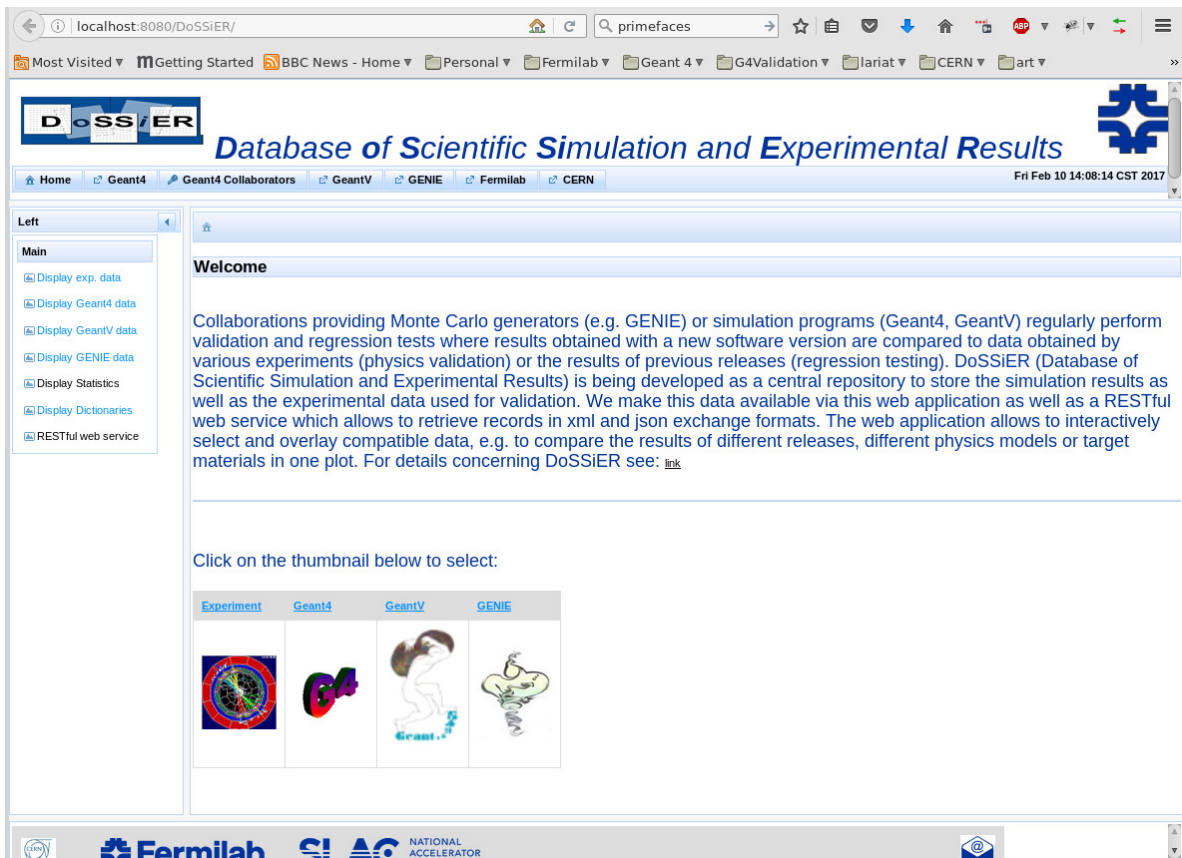 localhost:8080/DoSSiER/
primefaces
ABP
Most Visited
Getting Started
BBC News - Home
Personal
Fermilab
Geant 4
G4Validation
lariat
CERN
art
»
DoSSiER
Database of Scientific Simulation and Experimental Results
Home
Geant4
Geant4 Collaborators
GeantV
GENIE
Fermilab
CERN
Fri Feb 10 14:08:14 CST 2017
Left
Main
Display exp. data
Display Geant4 data
Display GeantV data
Display GENIE data
Display Statistics
Display Dictionaries
RESTful web service
Welcome
Collaborations providing Monte Carlo generators (e.g. GENIE) or simulation programs (Geant4, GeantV) regularly perform
validation and regression tests where results obtained with a new software version are compared to data obtained by
various experiments (physics validation) or the results of previous releases (regression testing). DoSSiER (Database of
Scientific Simulation and Experimental Results) is being developed as a central repository to store the simulation results as
well as the experimental data used for validation. We make this data available via this web application as well as a RESTful
web service which allows to retrieve records in xml and json exchange formats. The web application allows to interactively
select and overlay compatible data, e.g. to compare the results of different releases, different physics models or target
materials in one plot. For details concerning DoSSiER see: link
Click on the thumbnail below to select:
Experiment
Geant4
GeantV
GENIE
G4
Geant
CERN
Fermilab
SLAC
NATIONAL
ACCELERATOR
@